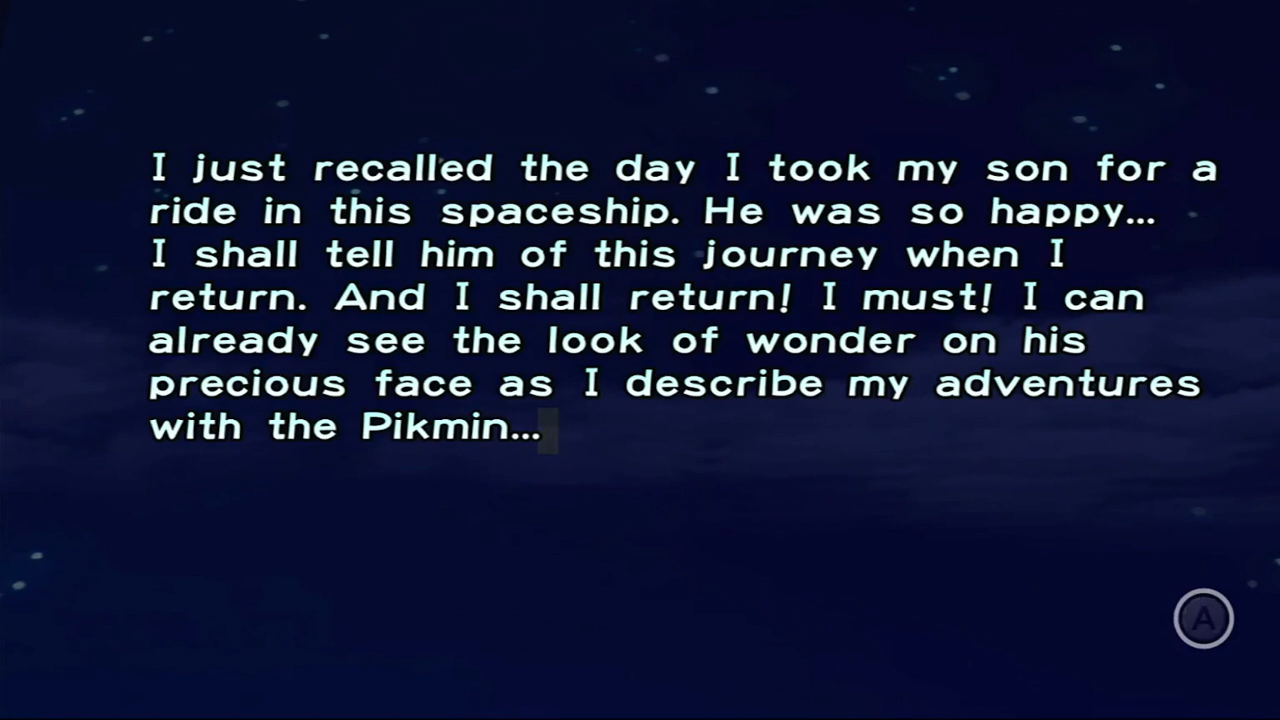 I just recalled the day I took my son for a
ride in this spaceship. He was so happy...
I shall tell him of this journey when I
return. And I shall return! I must! I can
already see the look of wonder on his
precious face as I describe my adventures
with the Pikmin...
A